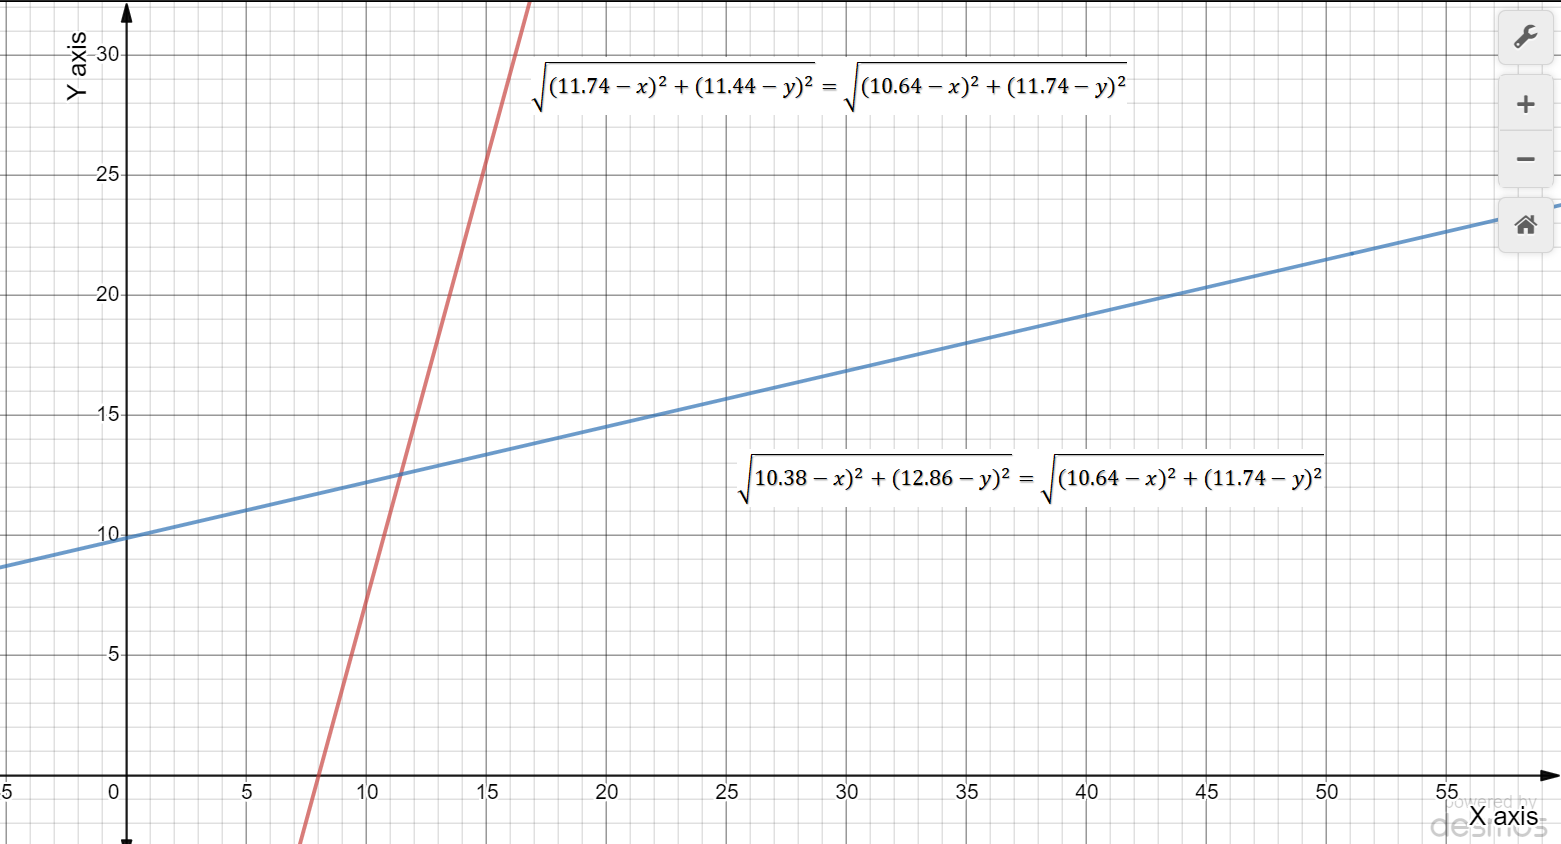 Y axis
30
√(11.74 − x)² + (11.44 − y)² = √(10.64 − x)² + (11.74 − y)²
25
20
15
√10.38 − x)² + (12.86 − y)² = √(10.64 − x)² + (11.74 − y)²
10
5
5 0 5 10 15 20 25 30 35 40 45 50 55
powered by
desmos
X axis